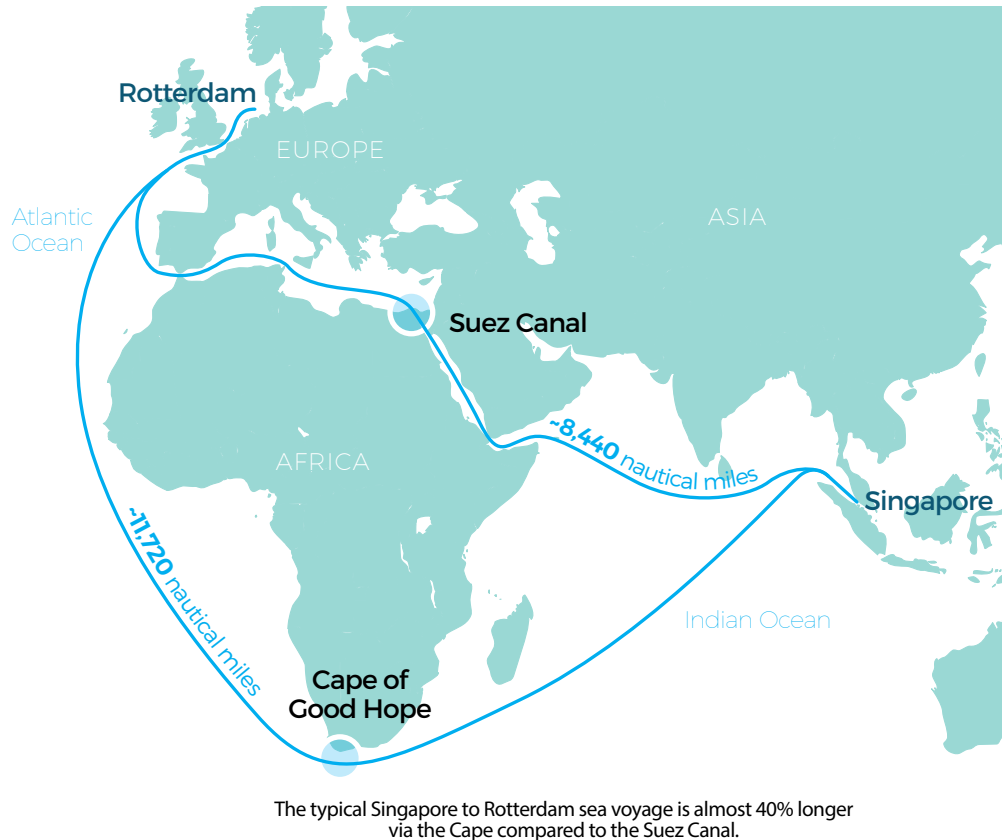 Rotterdam
EUROPE
Atlantic
Ocean
ASIA
Suez Canal
~8,440 nautical miles
AFRICA
Singapore
~11,720 nautical miles
Indian Ocean
Cape of
Good Hope
The typical Singapore to Rotterdam sea voyage is almost 40% longer
via the Cape compared to the Suez Canal.